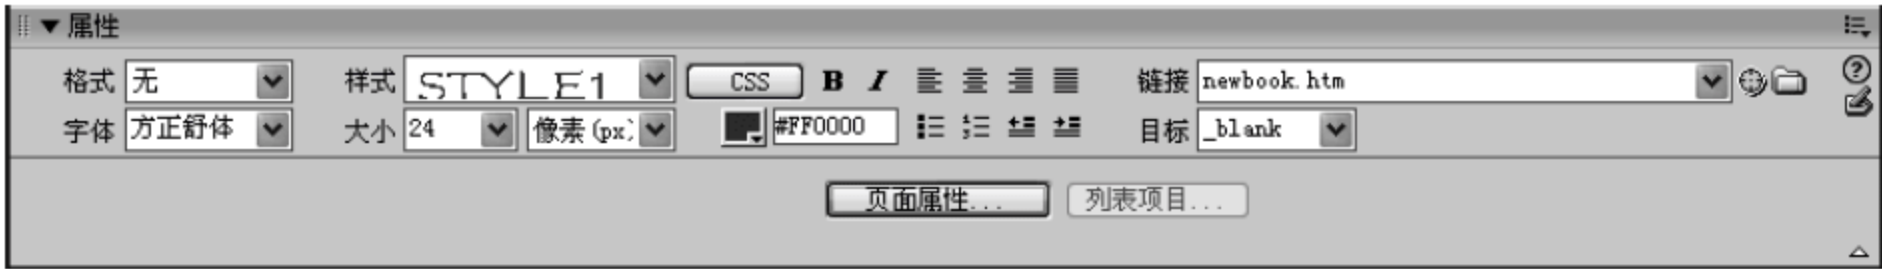 属性
格式 无 样式 STYLE1 CSS B I 链接 newbook.htm
字体 方正舒体 大小 24 像素(px) #FF0000 目标 _blank
页面属性... 列表项目...